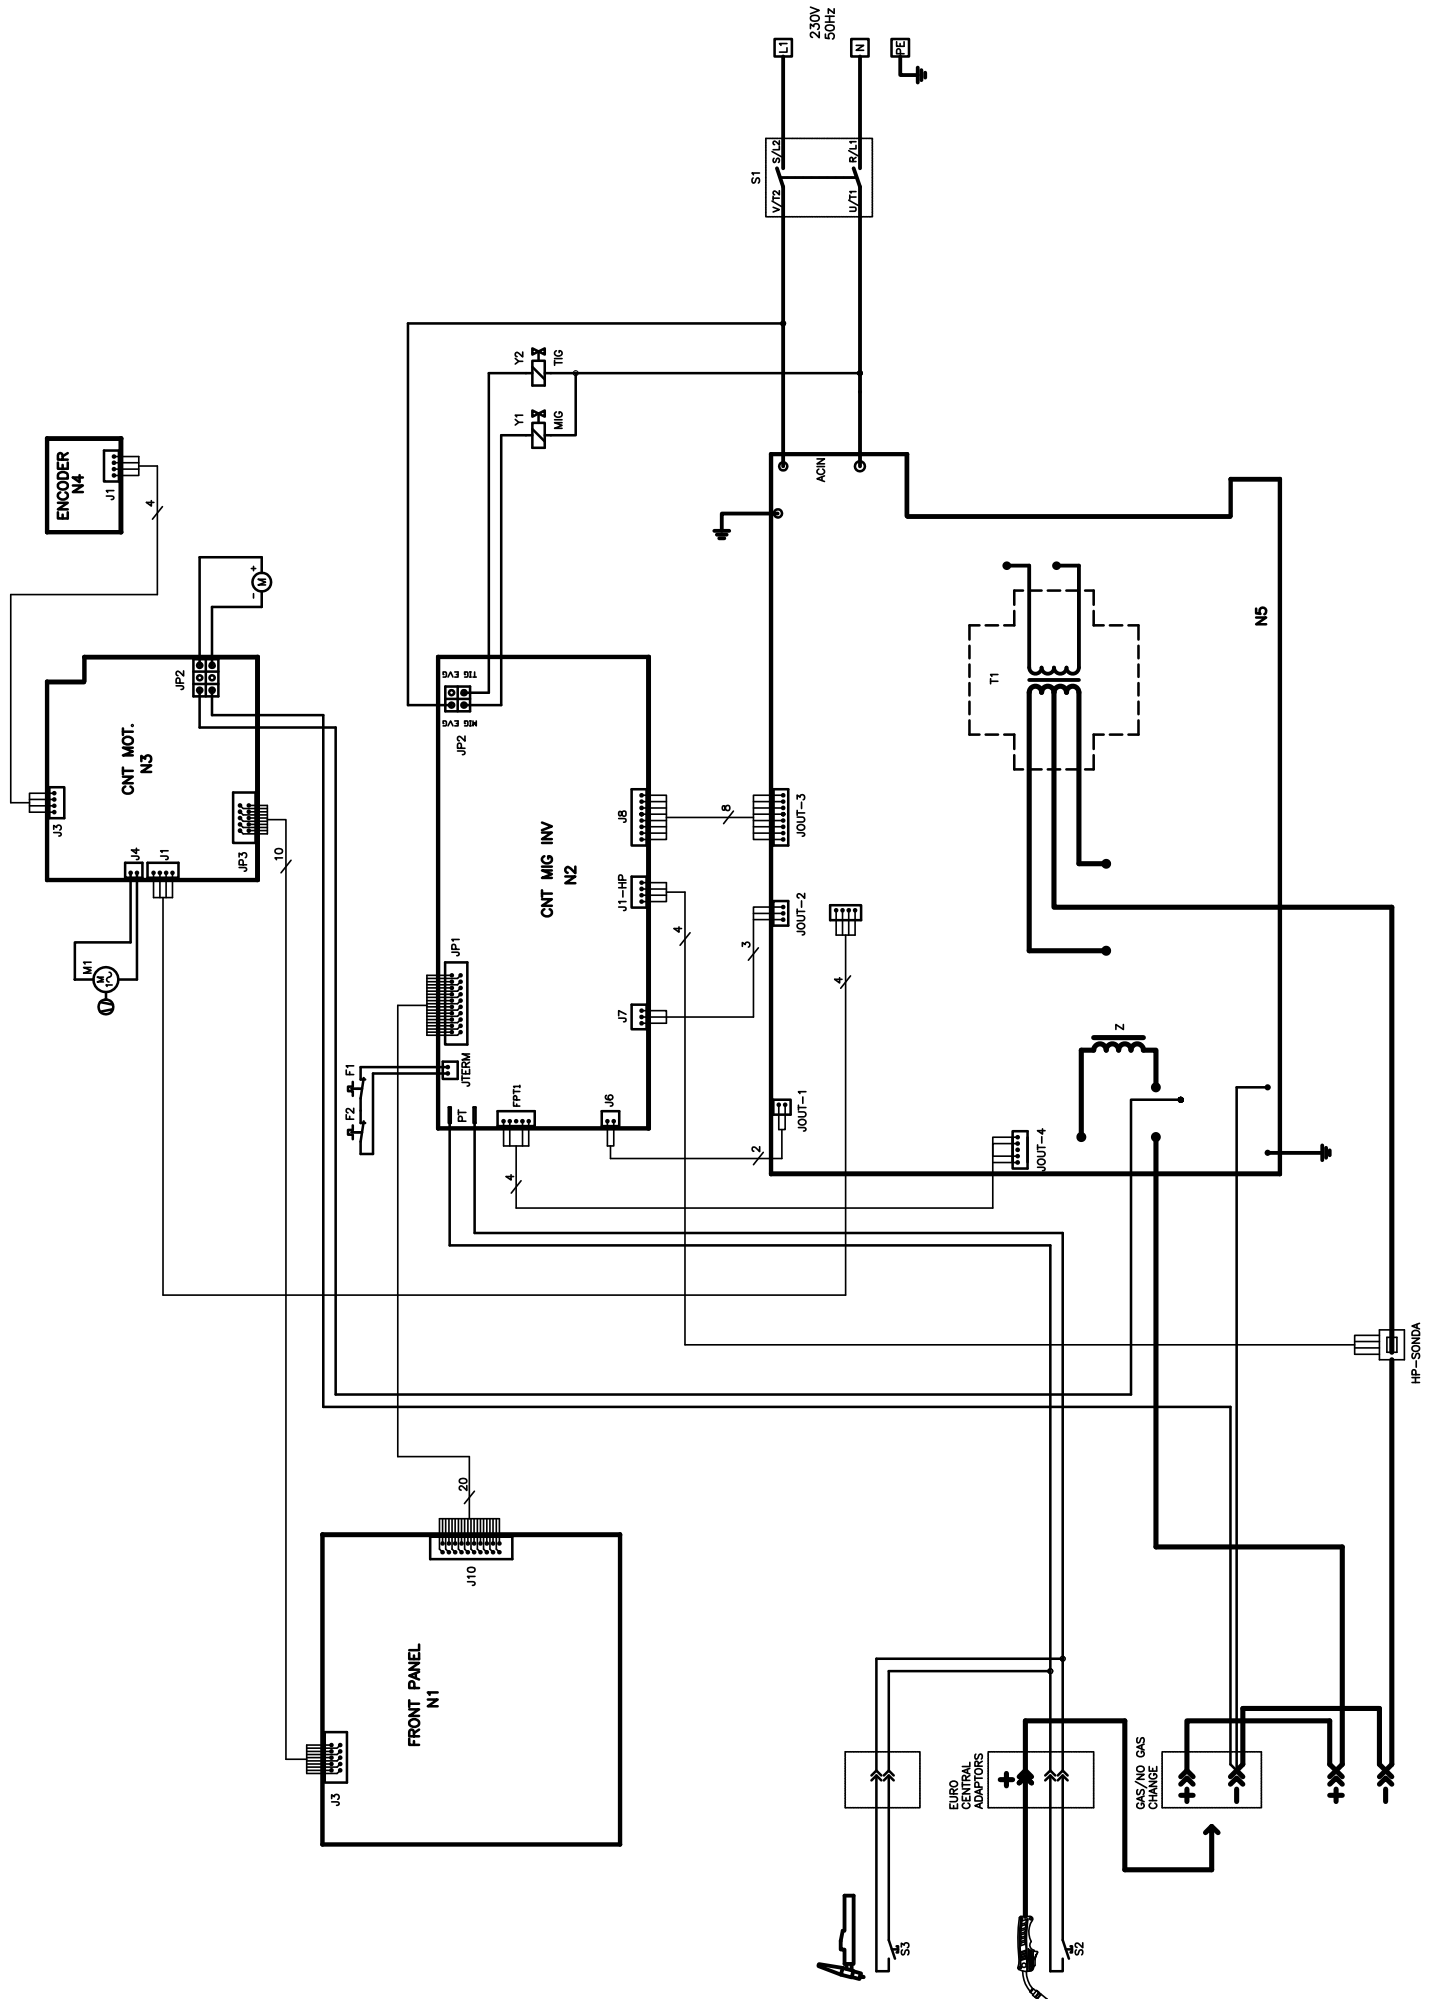 230V
50Hz
L1
N
PE
S1
S/L2
R/L1
V/T2
U/T1
Y2
TIG
Y1
MIG
ENCODER
N4
J1
4
M
+
-
JP2
CNT MOT.
N3
J3
J4
J1
JP3
10
M1
M
1~
TIG EVG
MIG EVG
JP2
CNT MIG INV
N2
J8
J1-HP
JP1
J7
JTERM
PT
FPT1
J6
F1
F2
8
4
3
4
2
4
ACIN
N5
T1
JOUT-3
JOUT-2
JOUT-1
JOUT-4
Z
HP-SONDA
20
J10
FRONT PANEL
N1
J3
EURO
CENTRAL
ADAPTORS
+
GAS/NO GAS
CHANGE
+
-
+
-
S3
S2